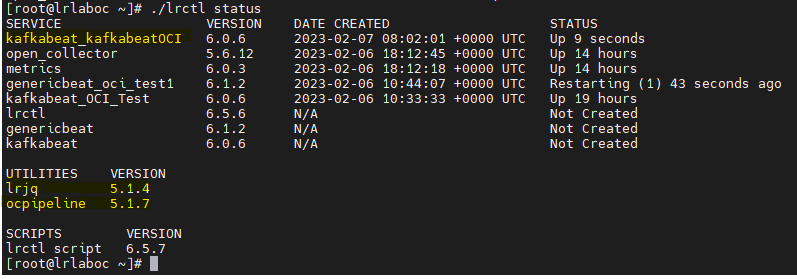 [root@lrlaboc ~]# ./lrctl status
SERVICE VERSION DATE CREATED STATUS
kafkabeat_kafkabeatOCI 6.0.6 2023-02-07 08:02:01 +0000 UTC Up 9 seconds
open_collector 5.6.12 2023-02-06 18:12:45 +0000 UTC Up 14 hours
metrics 6.0.3 2023-02-06 18:12:18 +0000 UTC Up 14 hours
genericbeat_oci_test1 6.1.2 2023-02-06 10:44:07 +0000 UTC Restarting (1) 43 seconds ago
kafkabeat_OCI_Test 6.0.6 2023-02-06 10:33:33 +0000 UTC Up 19 hours
lrctl 6.5.6 N/A Not Created
genericbeat 6.1.2 N/A Not Created
kafkabeat 6.0.6 N/A Not Created
UTILITIES VERSION
lrjq 5.1.4
ocpipeline 5.1.7
SCRIPTS VERSION
lrctl script 6.5.7
[root@lrlaboc ~]#